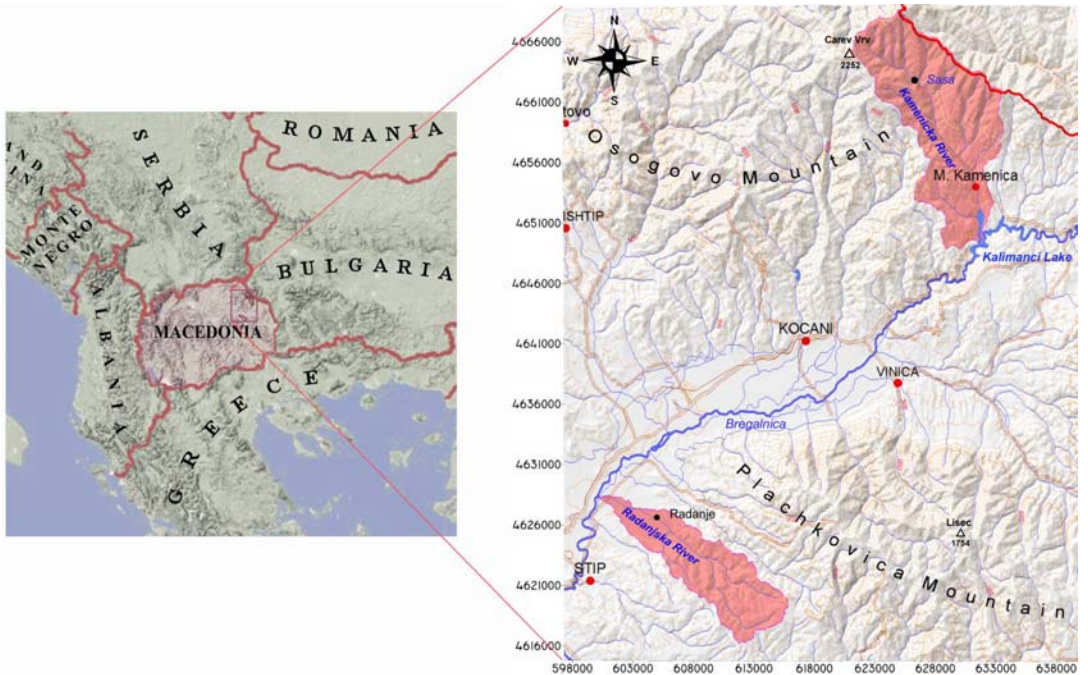 ROMANIA
SERBIA
AND
MONTE
NEGRO
BULGARIA
ALBANIA
MACEDONIA
GREECE
N
W E
S
4666000
4661000
4656000
4651000
4646000
4641000
4636000
4631000
4626000
4621000
4616000
598000 603000 608000 613000 618000 623000 628000 633000 638000
Carev Vrv
2252
Sasa
Kamenicka River
Osogovo Mountain
M. Kamenica
ISHTIP
Kalimanci Lake
KOCANI
VINICA
Bregalnica
Plachkovica Mountain
Radanje
Radanjska River
Lisec
1754
STIP